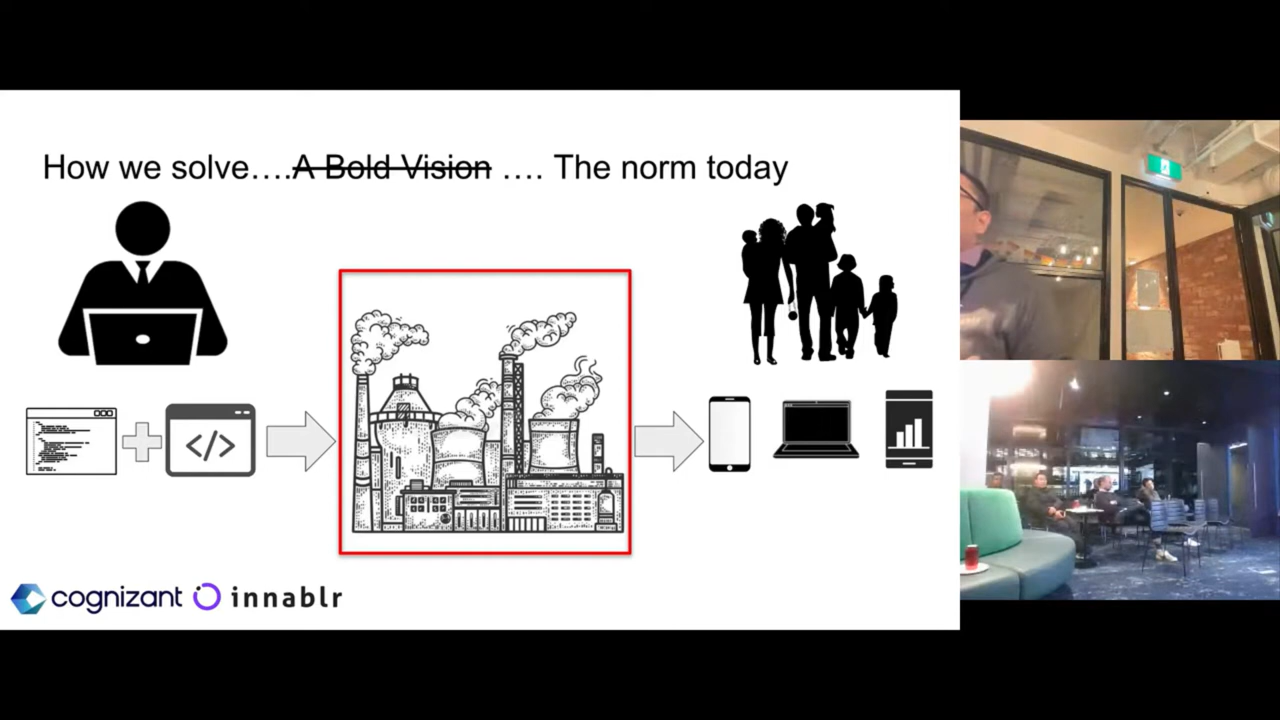 How we solve….A Bold Vision …. The norm today
</>
cognizant innablr